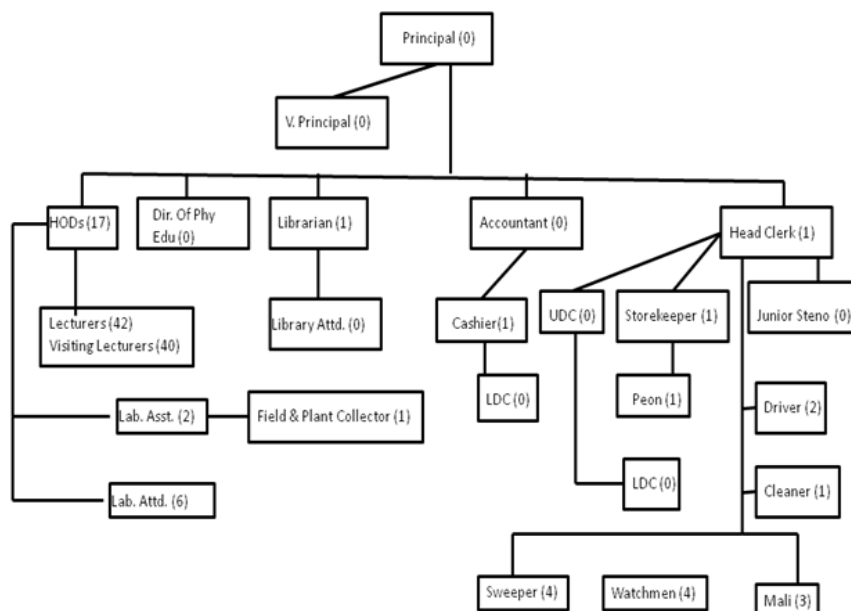 Principal (0)
V. Principal (0)
HODs (17)
Dir. Of Phy
Edu (0)
Librarian (1)
Accountant (0)
Head Clerk (1)
Lecturers (42)
Visiting Lecturers (40)
Library Attd. (0)
Cashier(1)
UDC (0)
Storekeeper (1)
Junior Steno (0)
LDC (0)
Peon (1)
Driver (2)
Lab. Asst. (2)
Field & Plant Collector (1)
LDC (0)
Cleaner (1)
Lab. Attd. (6)
Sweeper (4)
Watchmen (4)
Mali (3)